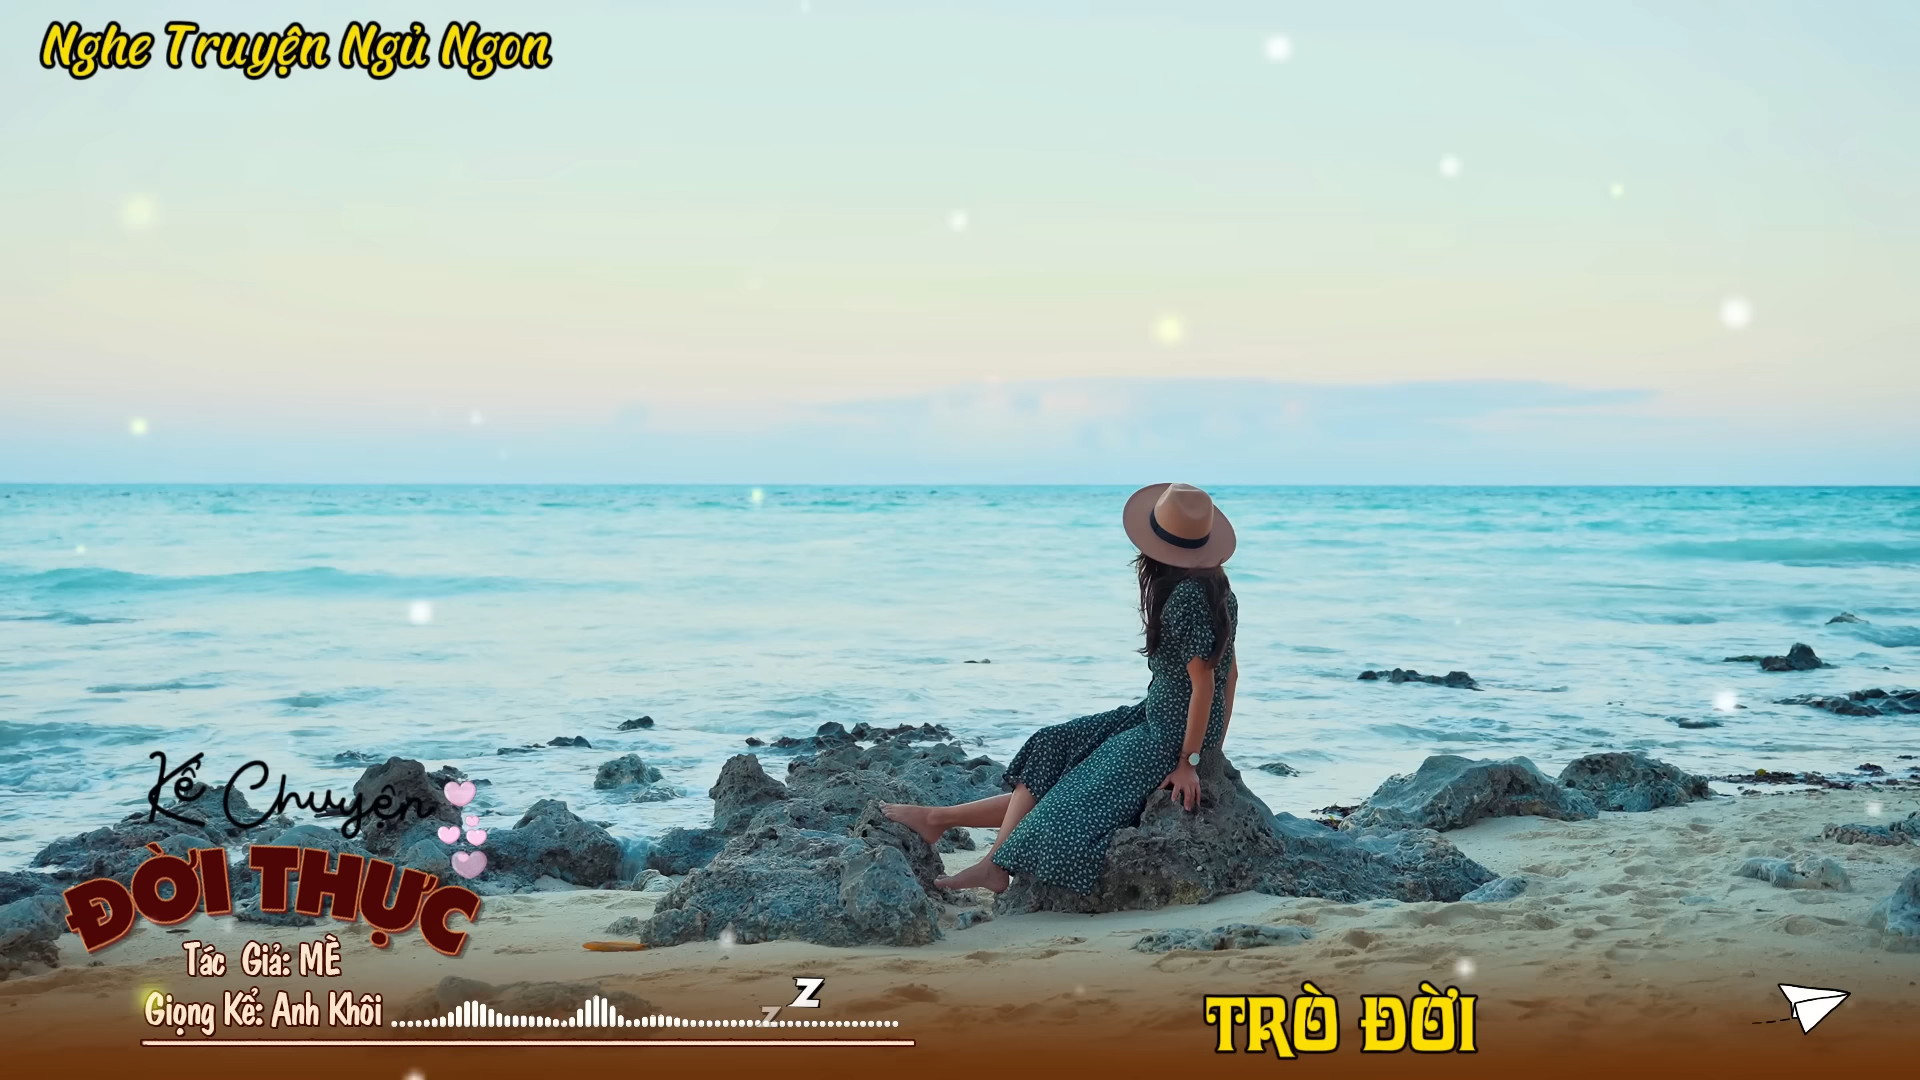 Nghe Truyện Ngủ Ngon
Kể Chuyện
ĐỜI THỰC
Tác Giả: MÈ
Giọng Kể: Anh Khôi
z Z
TRÒ ĐỜI